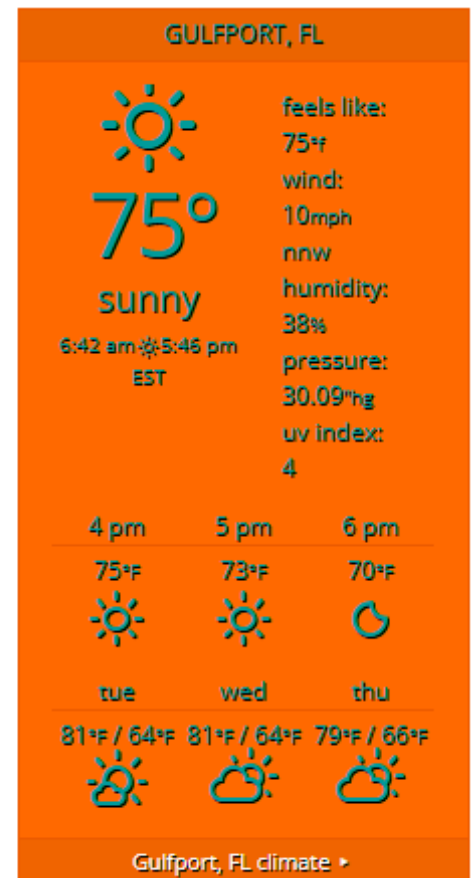 GULFPORT, FL
75°
sunny
6:42 am 5:46 pm
EST
feels like:
75°f
wind:
10mph
nnw
humidity:
38%
pressure:
30.09"hg
uv index:
4
4 pm 5 pm 6 pm
75°F 73°F 70°F
tue wed thu
81°F / 64°F 81°F / 64°F 79°F / 66°F
Gulfport, FL climate ▸